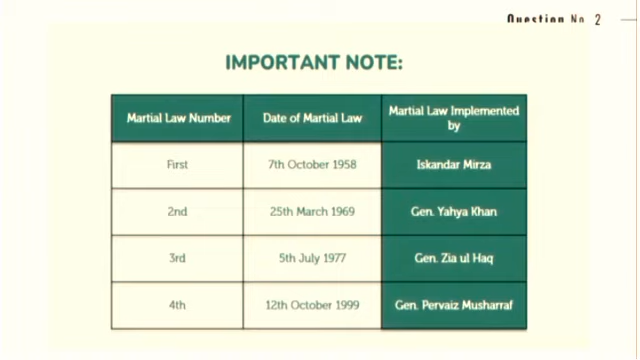 Question No 2
IMPORTANT NOTE:
Martial Law Number Date of Martial Law Martial Law Implemented by
First 7th October 1958 Iskandar Mirza
2nd 25th March 1969 Gen. Yahya Khan
3rd 5th July 1977 Gen. Zia ul Haq
4th 12th October 1999 Gen. Pervaiz Musharraf